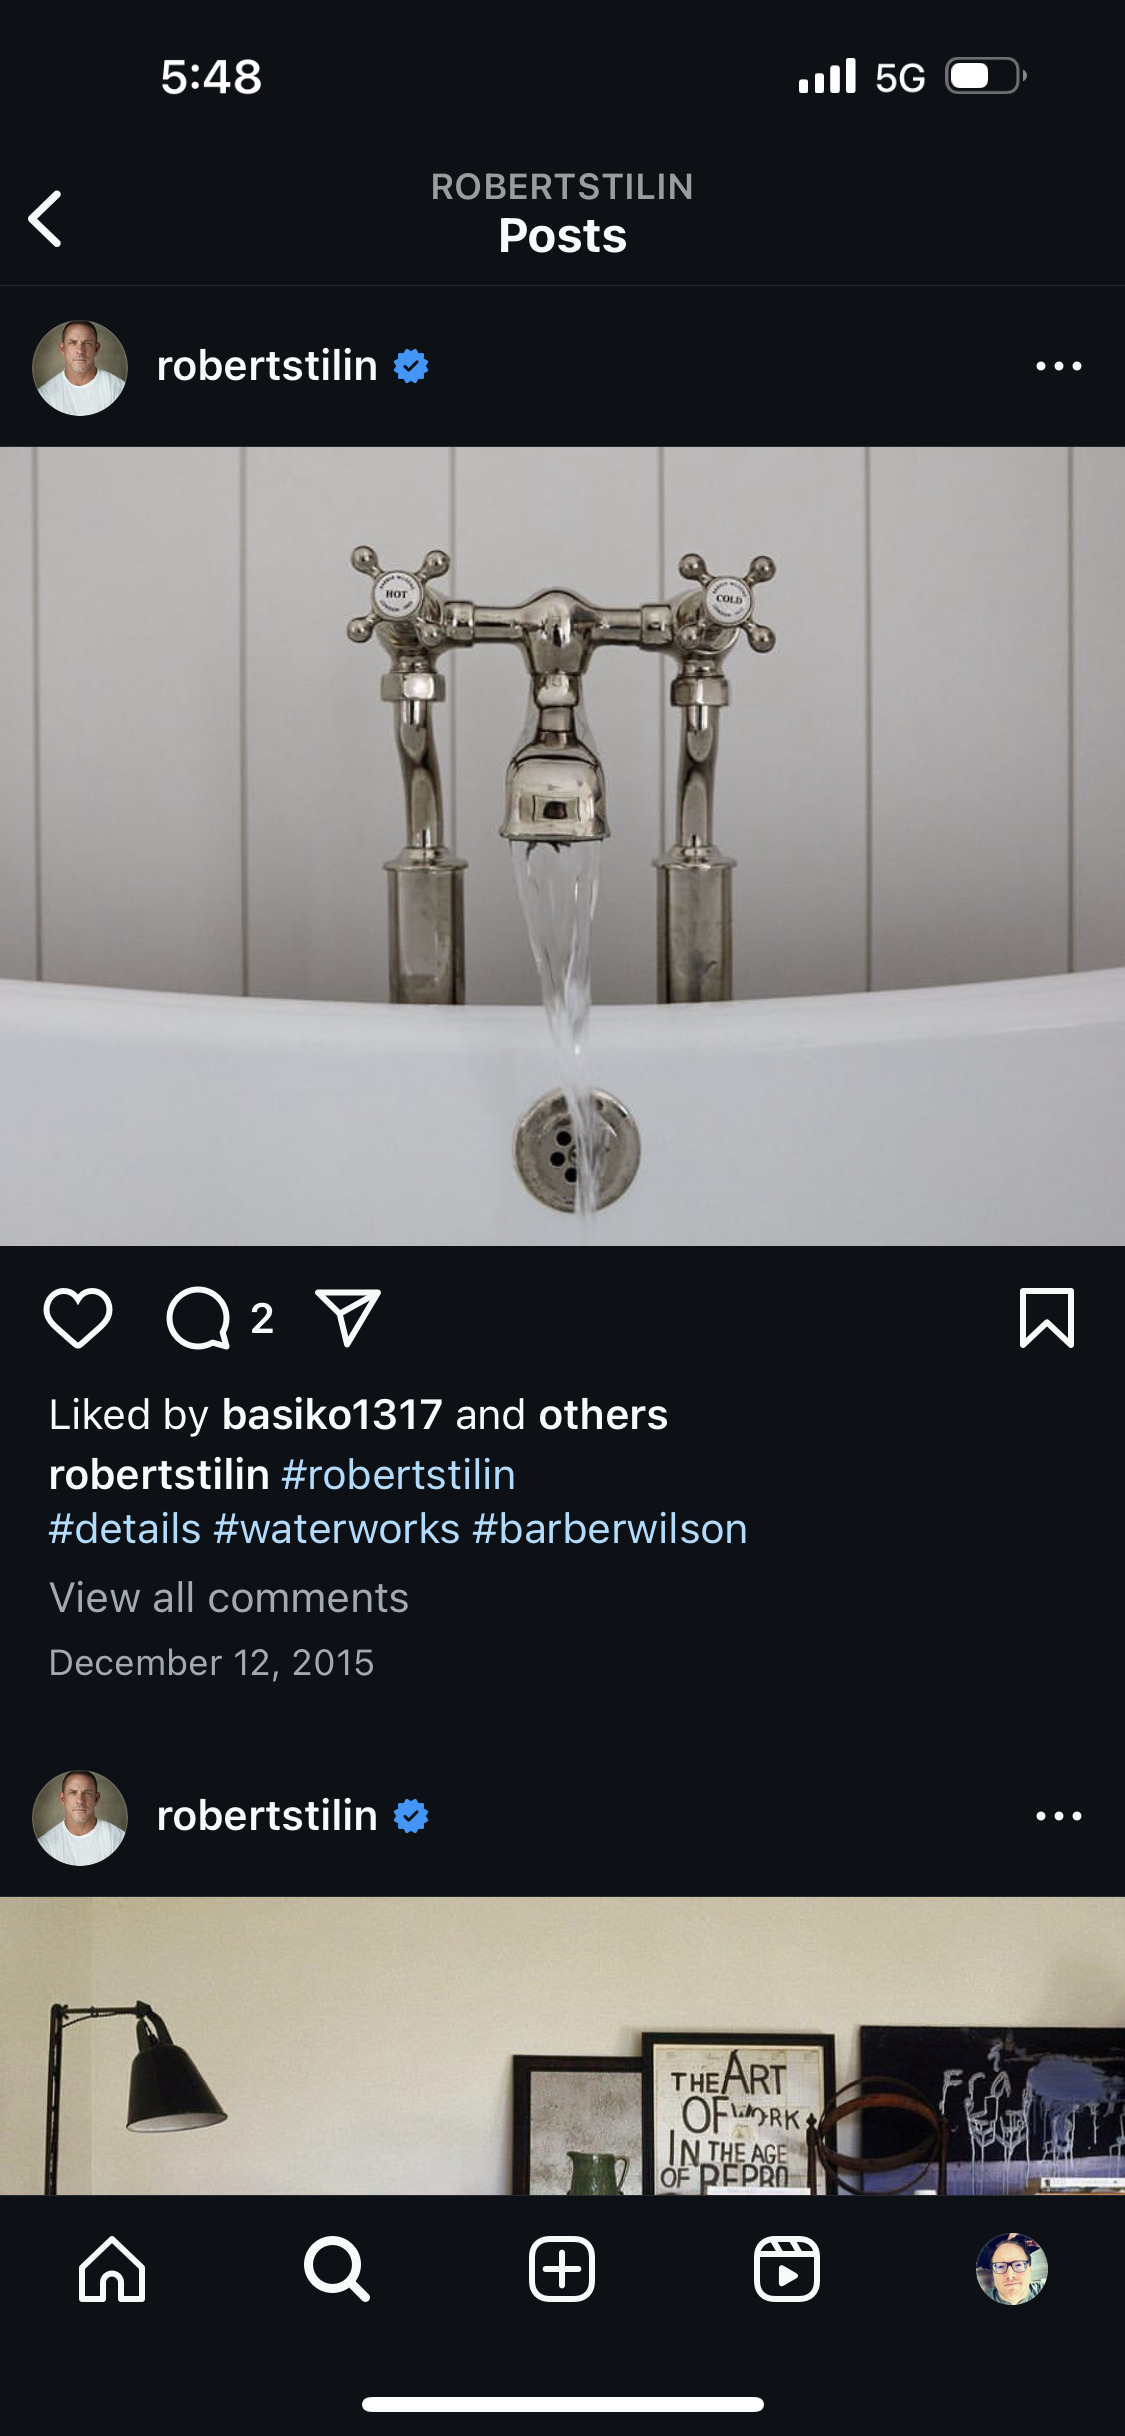 5:48 5G
ROBERTSTILIN
Posts
robertstilin
HOT
COLD
2
Liked by basiko1317 and others
robertstilin #robertstilin
#details #waterworks #barberwilson
View all comments
December 12, 2015
robertstilin
THE ART
OF WORK
IN THE AGE
OF REPRO